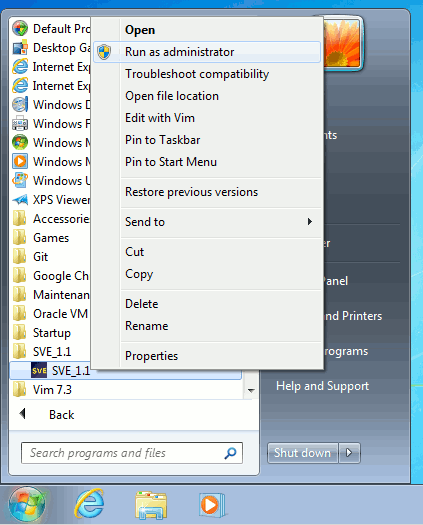 Default Pro
Desktop Ga
Internet Exp
Internet Exp
Windows D
Windows F
Windows M
Windows M
Windows U
XPS Viewer
Accessories
Games
Git
Google Ch
Maintenan
Oracle VM
Startup
SVE_1.1
SVE SVE_1.1
Vim 7.3
Back
Search programs and files
Open
Run as administrator
Troubleshoot compatibility
Open file location
Edit with Vim
Pin to Taskbar
Pin to Start Menu
Restore previous versions
Send to
Cut
Copy
Delete
Rename
Properties
nts
er
Panel
and Printers
rograms
Help and Support
Shut down